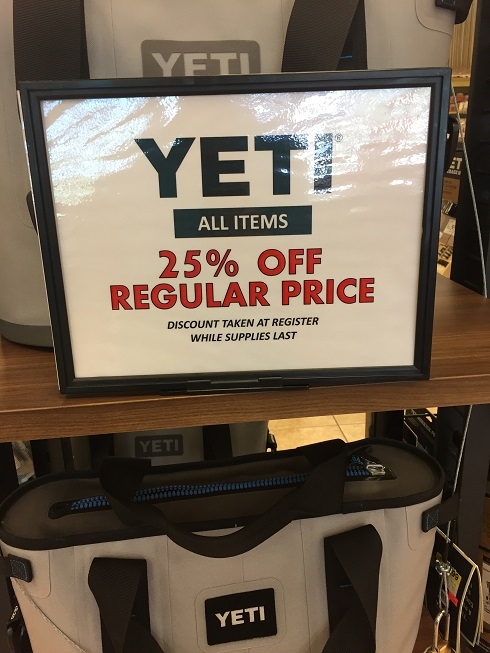 YETI
YETI®
ALL ITEMS
25% OFF
REGULAR PRICE
DISCOUNT TAKEN AT REGISTER
WHILE SUPPLIES LAST
YETI
YETI